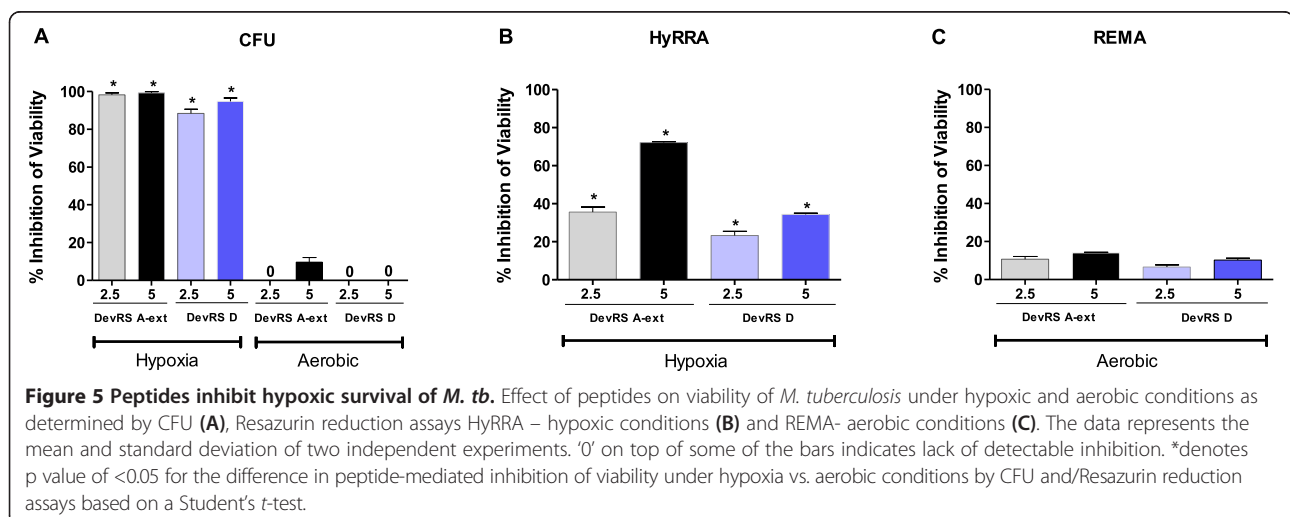 A
CFU
% Inhibition of Viability
100
80
60
40
20
0
* * * *
0 0 0
2.5 5 2.5 5 2.5 5 2.5 5
DevRS A-ext DevRS D DevRS A-ext DevRS D
Hypoxia Aerobic
B
HyRRA
% Inhibition of Viability
100
80
60
40
20
0
* * * *
2.5 5 2.5 5
DevRS A-ext DevRS D
Hypoxia
C
REMA
% Inhibition of Viability
100
80
60
40
20
0
2.5 5 2.5 5
DevRS A-ext DevRS D
Aerobic
Figure 5 Peptides inhibit hypoxic survival of M. tb. Effect of peptides on viability of M. tuberculosis under hypoxic and aerobic conditions as
determined by CFU (A), Resazurin reduction assays HyRRA – hypoxic conditions (B) and REMA- aerobic conditions (C). The data represents the
mean and standard deviation of two independent experiments. ‘0’ on top of some of the bars indicates lack of detectable inhibition. *denotes
p value of <0.05 for the difference in peptide-mediated inhibition of viability under hypoxia vs. aerobic conditions by CFU and/Resazurin reduction
assays based on a Student’s t-test.